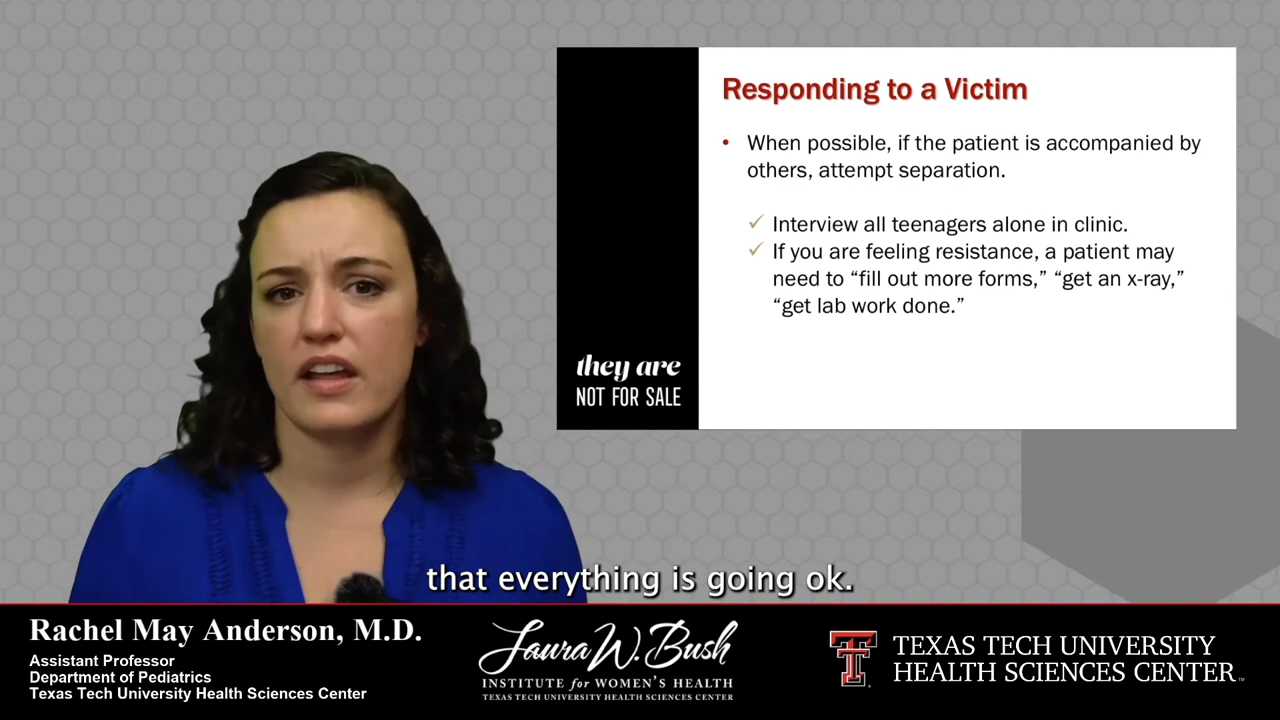 Responding to a Victim
• When possible, if the patient is accompanied by
others, attempt separation.
✓ Interview all teenagers alone in clinic.
✓ If you are feeling resistance, a patient may
need to “fill out more forms,” “get an x-ray,”
“get lab work done.”
they are
NOT FOR SALE
that everything is going ok.
Rachel May Anderson, M.D.
Assistant Professor
Department of Pediatrics
Texas Tech University Health Sciences Center
Laura W. Bush
INSTITUTE for WOMEN'S HEALTH
TEXAS TECH UNIVERSITY HEALTH SCIENCES CENTER
TEXAS TECH UNIVERSITY
HEALTH SCIENCES CENTER™